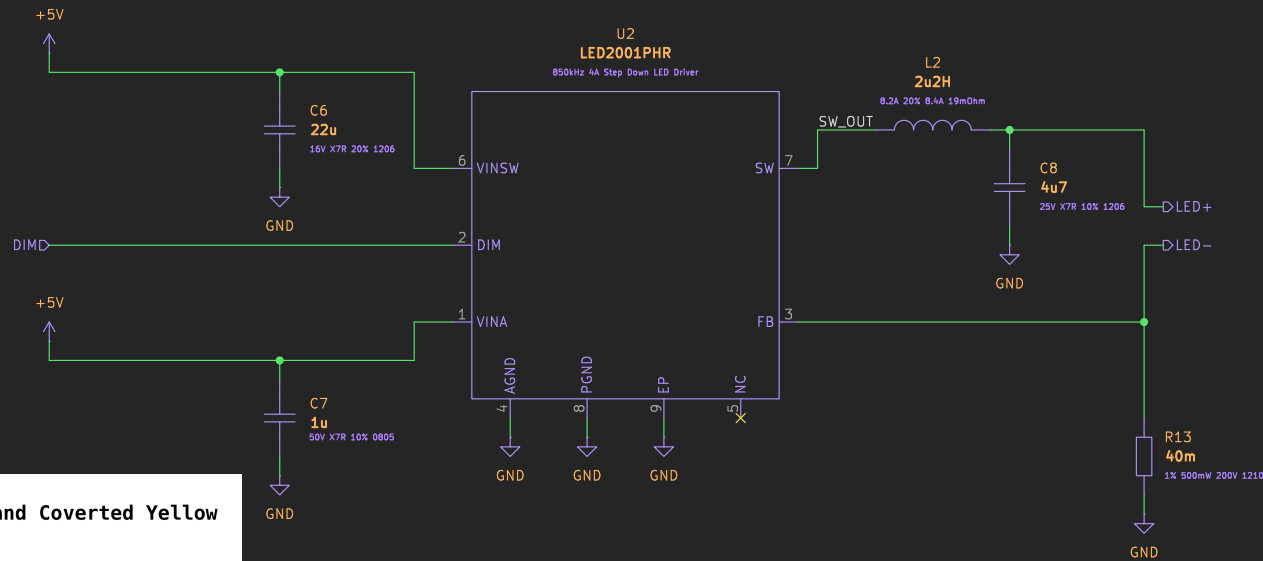 +5V
U2
LED2001PHR
850kHz 4A Step Down LED Driver
L2
2u2H
8.2A 20% 8.4A 19mOhm
C6
22u
16V X7R 20% 1206
SW_OUT
6 VINSW
SW 7
C8
4u7
25V X7R 10% 1206
LED+
GND
DIM
2 DIM
LED-
GND
+5V
1 VINA
FB 3
AGND
PGND
EP
NC
4
8
9
5
C7
1u
50V X7R 10% 0805
R13
40m
1% 500mW 200V 1210
GND
GND
GND
GND
GND
and Coverted Yellow